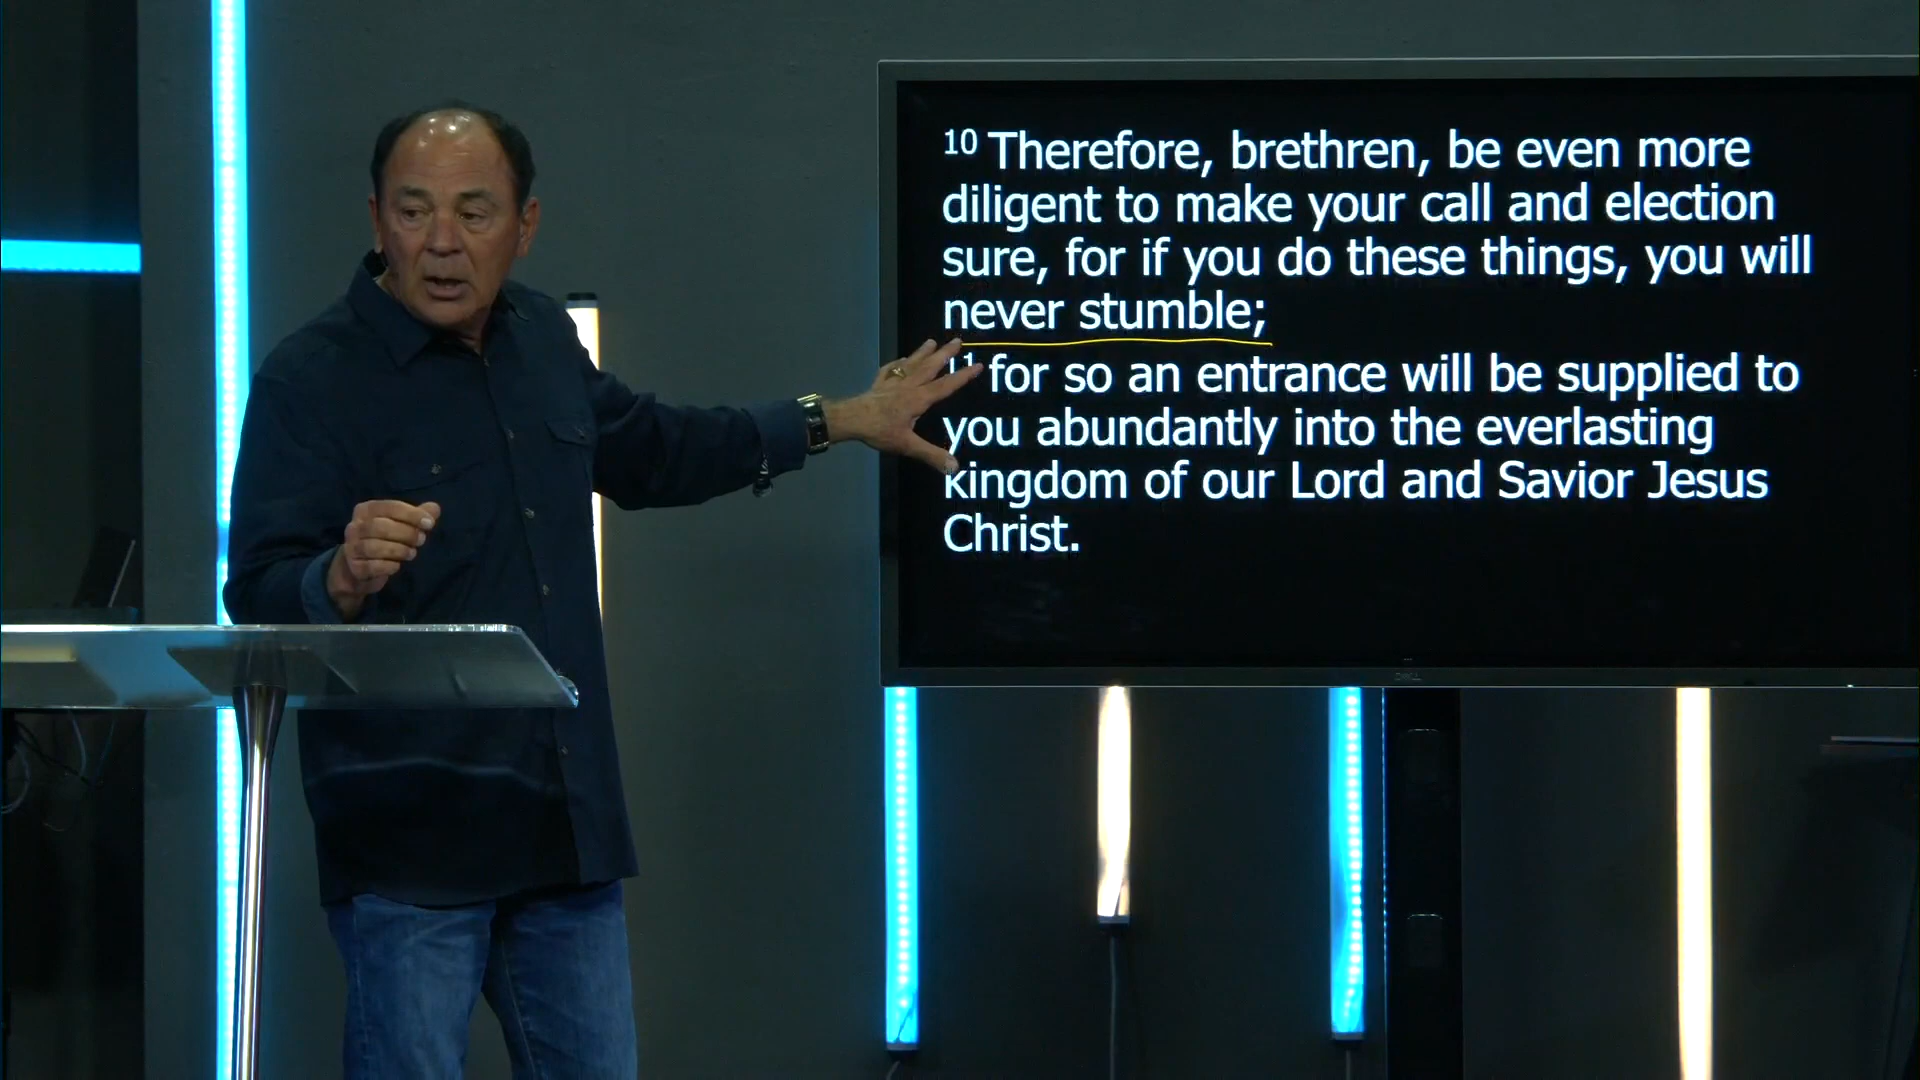 10 Therefore, brethren, be even more
diligent to make your call and election
sure, for if you do these things, you will
never stumble;
11 for so an entrance will be supplied to
you abundantly into the everlasting
kingdom of our Lord and Savior Jesus
Christ.
DELL